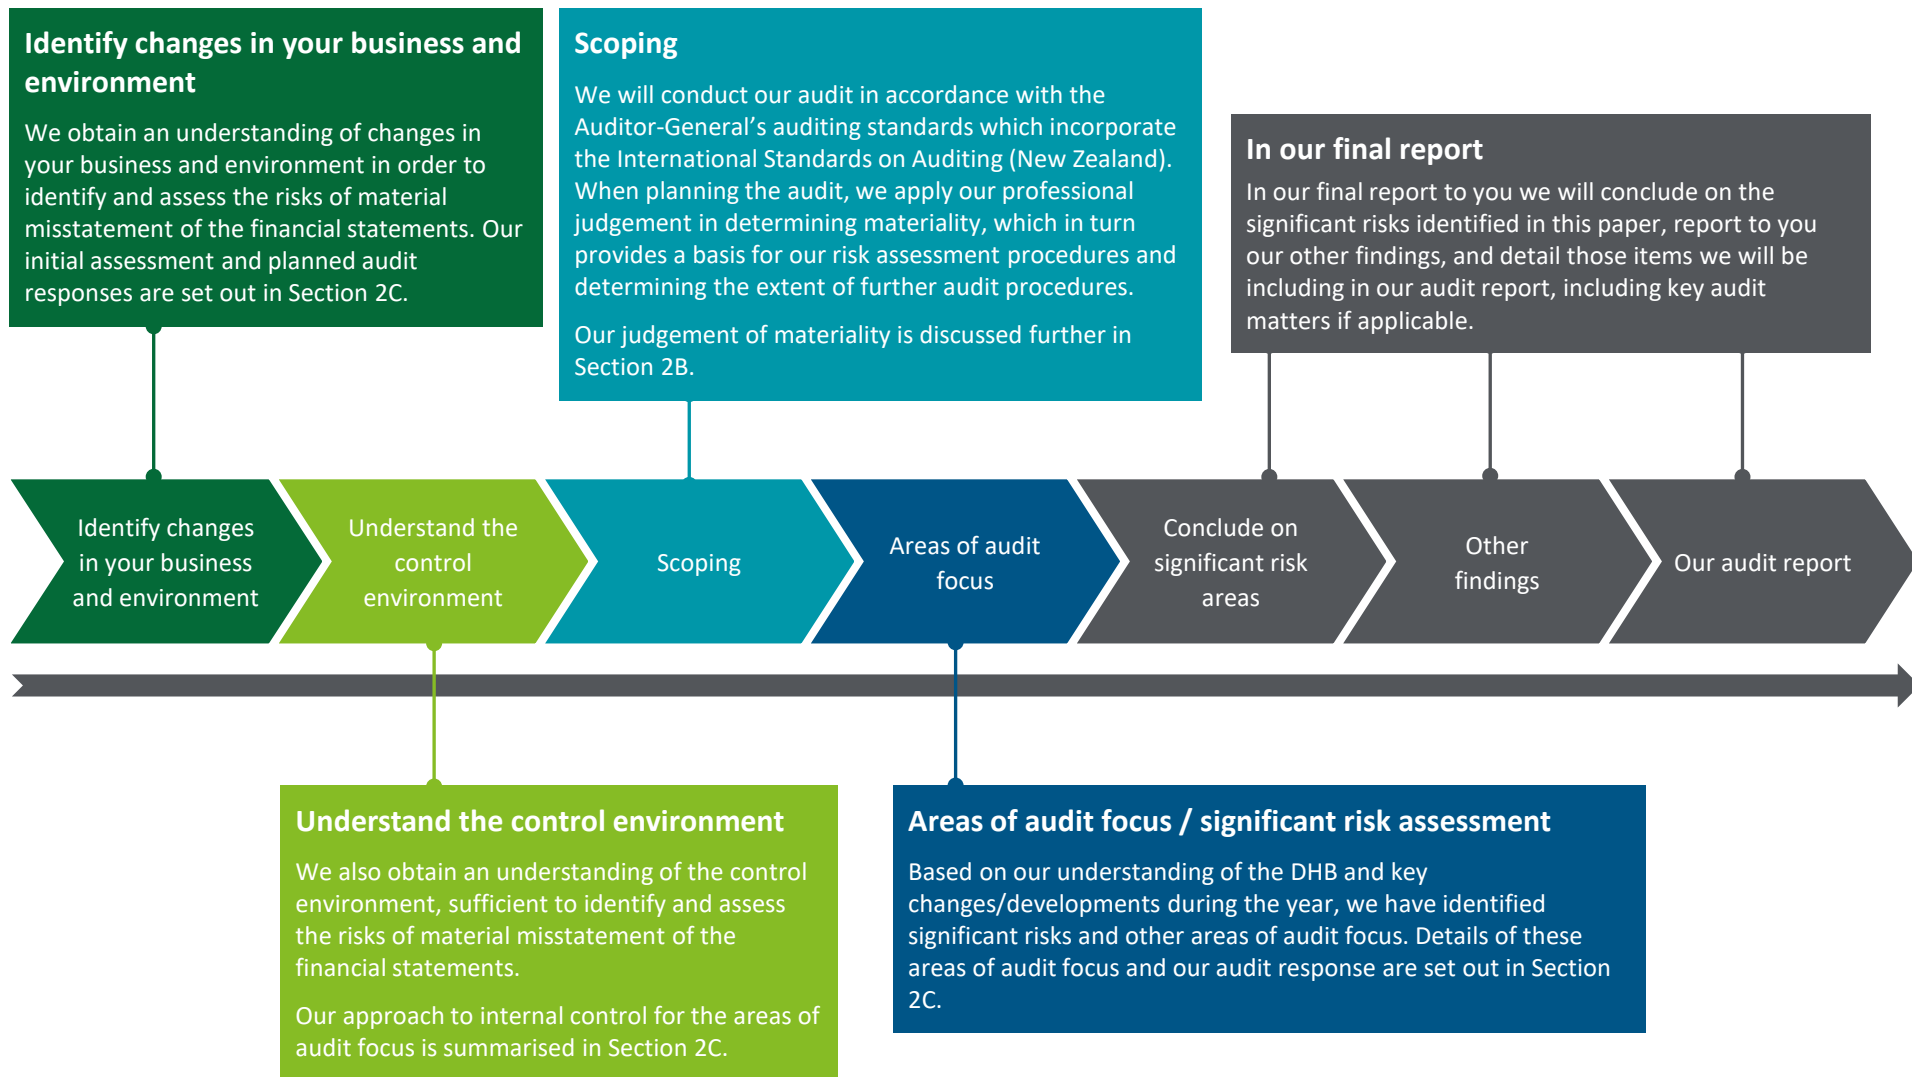 Identify changes in your business and
environment
We obtain an understanding of changes in
your business and environment in order to
identify and assess the risks of material
misstatement of the financial statements. Our
initial assessment and planned audit
responses are set out in Section 2C.
Scoping
We will conduct our audit in accordance with the
Auditor-General’s auditing standards which incorporate
the International Standards on Auditing (New Zealand).
When planning the audit, we apply our professional
judgement in determining materiality, which in turn
provides a basis for our risk assessment procedures and
determining the extent of further audit procedures.
Our judgement of materiality is discussed further in
Section 2B.
In our final report
In our final report to you we will conclude on the
significant risks identified in this paper, report to you
our other findings, and detail those items we will be
including in our audit report, including key audit
matters if applicable.
Identify changes
in your business
and environment
Understand the
control
environment
Scoping
Areas of audit
focus
Conclude on
significant risk
areas
Other
findings
Our audit report
Understand the control environment
We also obtain an understanding of the control
environment, sufficient to identify and assess
the risks of material misstatement of the
financial statements.
Our approach to internal control for the areas of
audit focus is summarised in Section 2C.
Areas of audit focus / significant risk assessment
Based on our understanding of the DHB and key
changes/developments during the year, we have identified
significant risks and other areas of audit focus. Details of these
areas of audit focus and our audit response are set out in Section
2C.